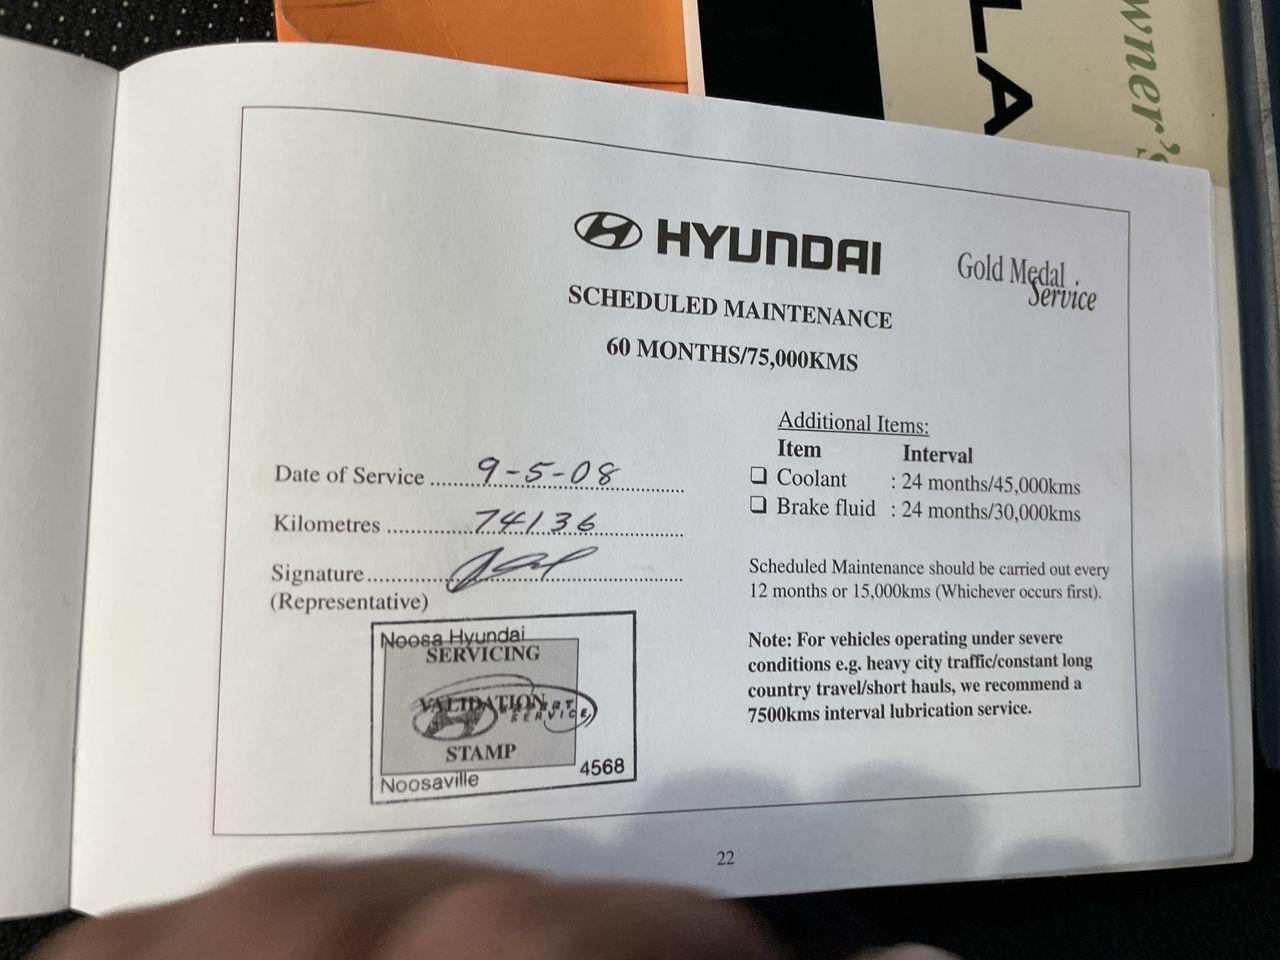 LA
wner's
HYUNDAI
Gold Medal
Service
SCHEDULED MAINTENANCE
60 MONTHS/75,000KMS
Date of Service .......... 9-5-08
Kilometres .......... 74136
Signature ..........
(Representative)
Noosa Hyundai
SERVICING
VALIDATION
SERVICE
STAMP
Noosaville 4568
Additional Items:
Item Interval
❏ Coolant : 24 months/45,000kms
❏ Brake fluid : 24 months/30,000kms
Scheduled Maintenance should be carried out every
12 months or 15,000kms (Whichever occurs first).
Note: For vehicles operating under severe
conditions e.g. heavy city traffic/constant long
country travel/short hauls, we recommend a
7500kms interval lubrication service.
22